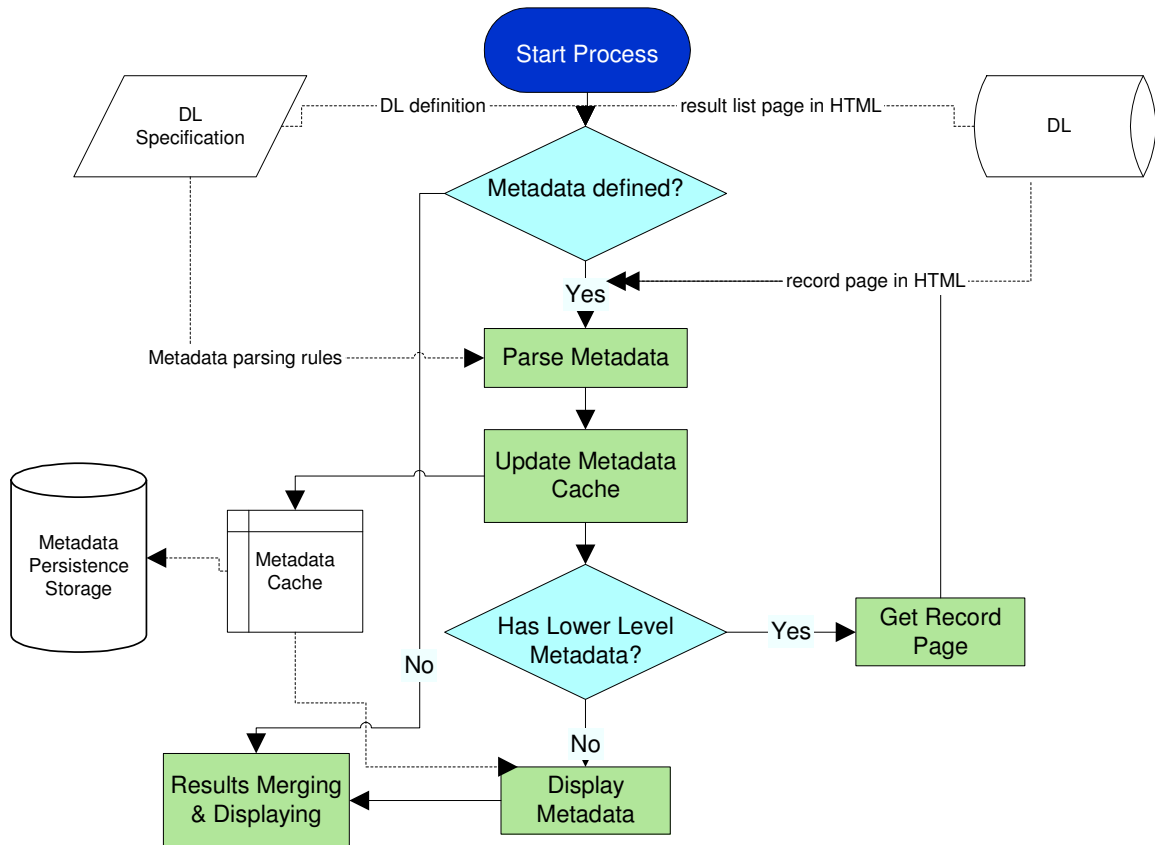 Start Process
DL
Specification
DL definition
result list page in HTML
DL
Metadata defined?
record page in HTML
Yes
Metadata parsing rules
Parse Metadata
Update Metadata
Cache
Metadata
Persistence
Storage
Metadata
Cache
Has Lower Level
Metadata?
Yes
Get Record
Page
No
No
Results Merging
& Displaying
Display
Metadata